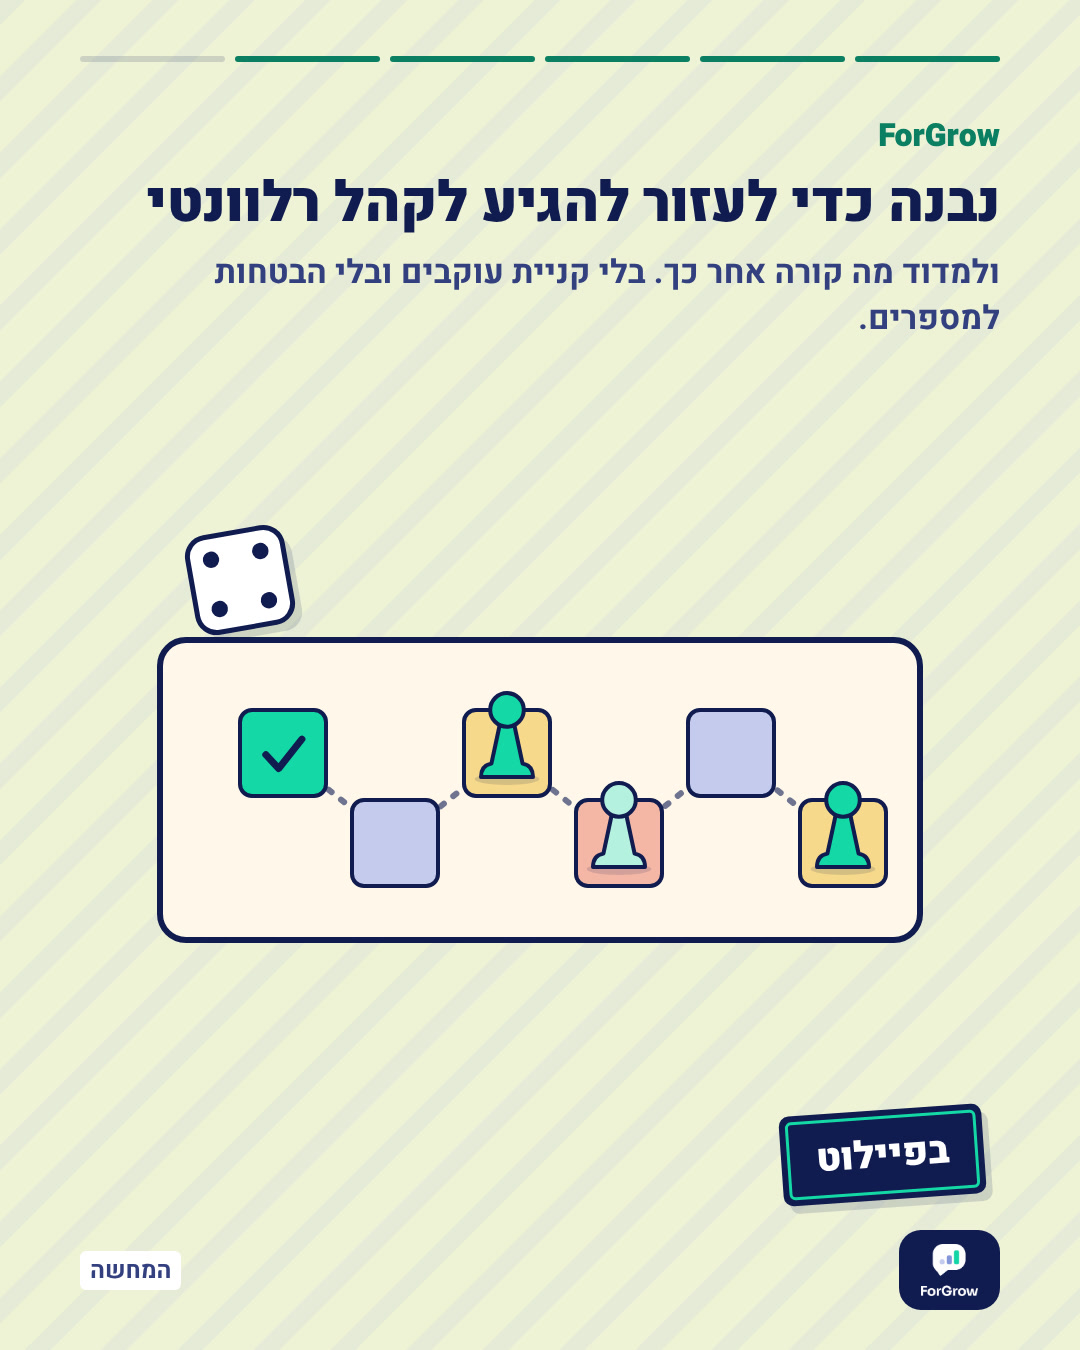 ForGrow
נבנה כדי לעזור להגיע לקהל רלוונטי
ולמדוד מה קורה אחר כך. בלי קניית עוקבים ובלי הבטחות
למספרים.
בפיילוט
המחשה
ForGrow